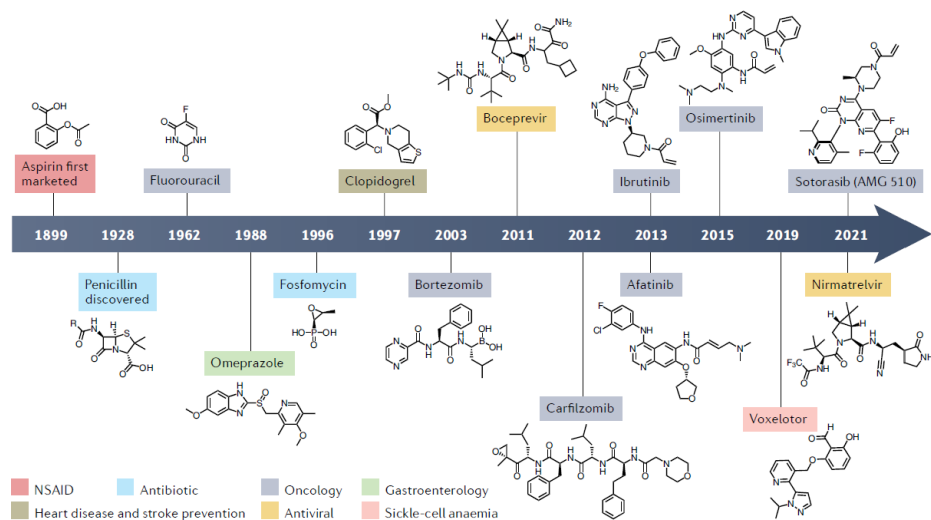 Aspirin first
marketed
Fluorouracil
Clopidogrel
Boceprevir
Ibrutinib
Osimertinib
Sotorasib (AMG 510)
1899 1928 1962 1988 1996 1997 2003 2011 2012 2013 2015 2019 2021
Penicillin
discovered
Omeprazole
Fosfomycin
Bortezomib
Carfilzomib
Afatinib
Voxelotor
Nirmatrelvir
NSAID Antibiotic Oncology Gastroenterology
Heart disease and stroke prevention Antiviral Sickle-cell anaemia